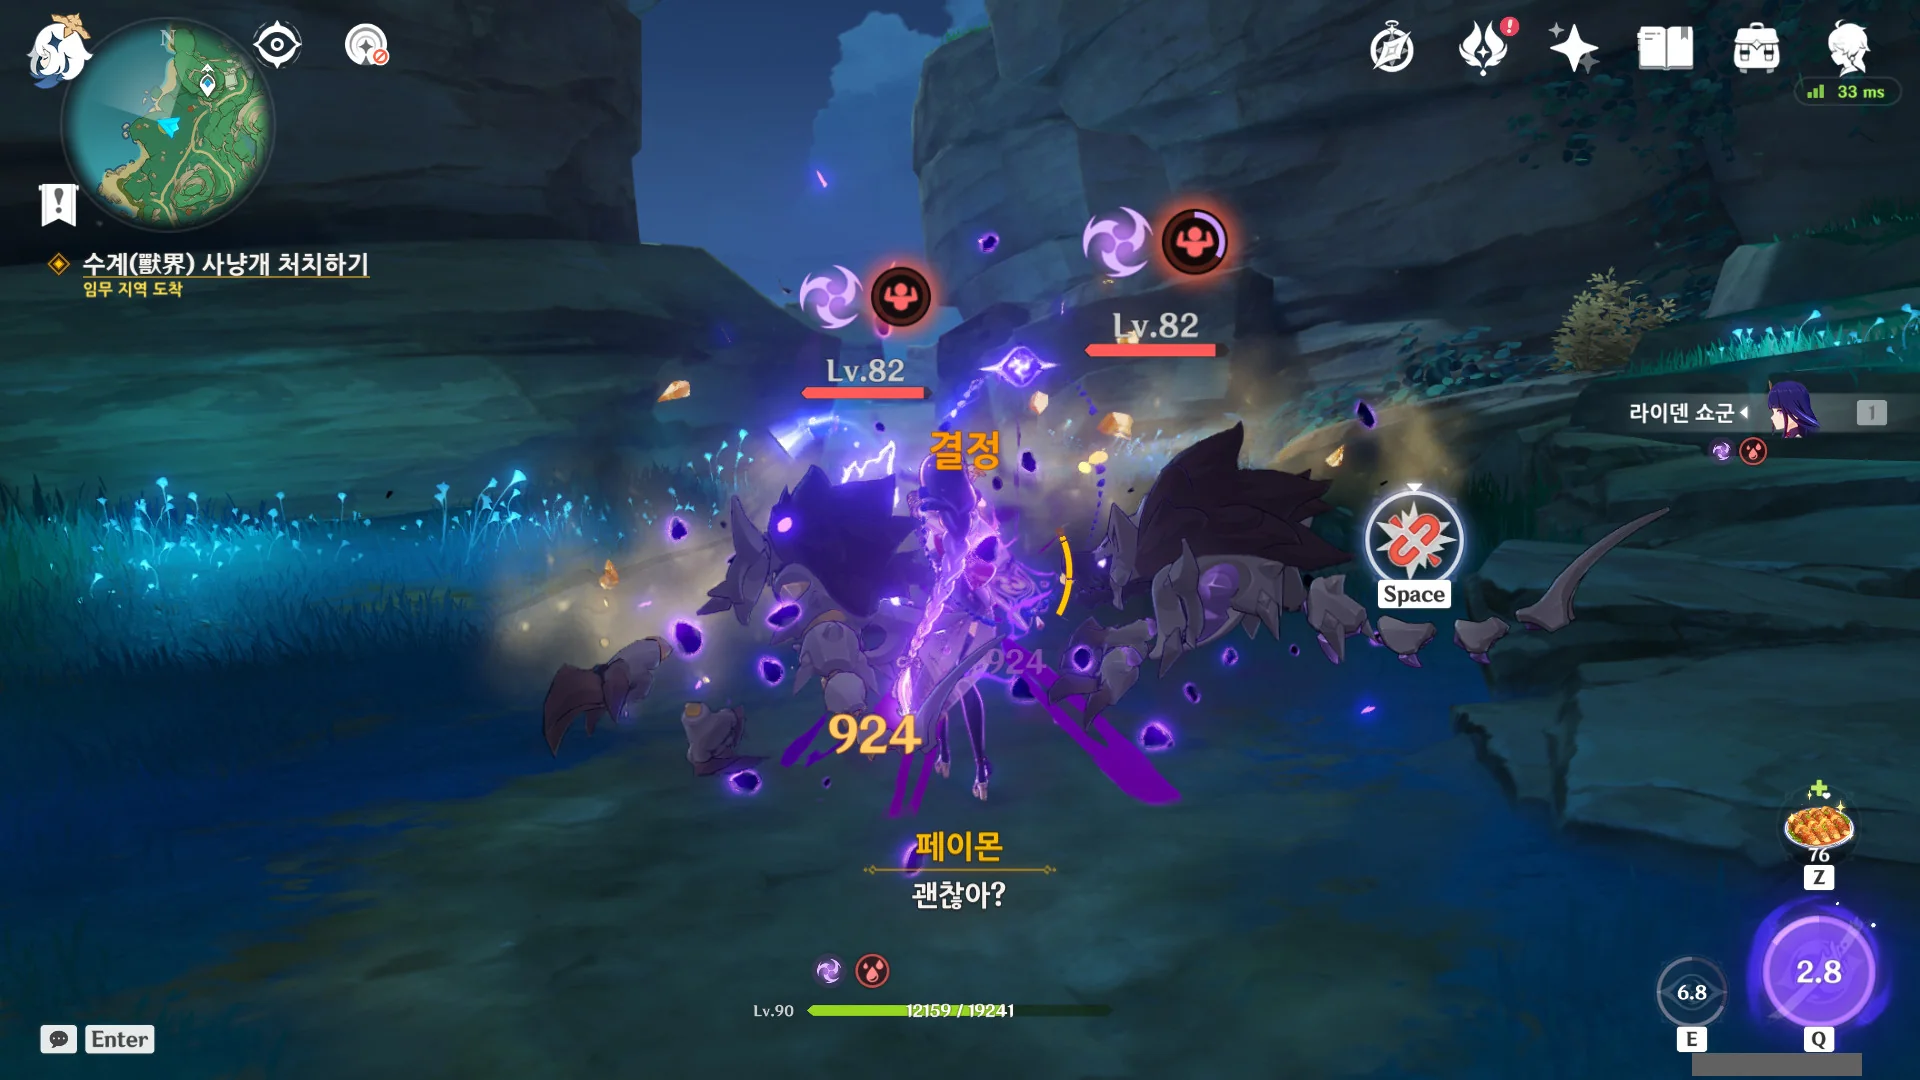 N
33 ms
수계(獸界) 사냥개 처치하기
임무 지역 도착
Lv.82
Lv.82
결정
라이덴 쇼군
1
Space
924
924
페이몬
괜찮아?
76
Z
2.8
6.8
Lv.90
12159 / 19241
Enter
E
Q